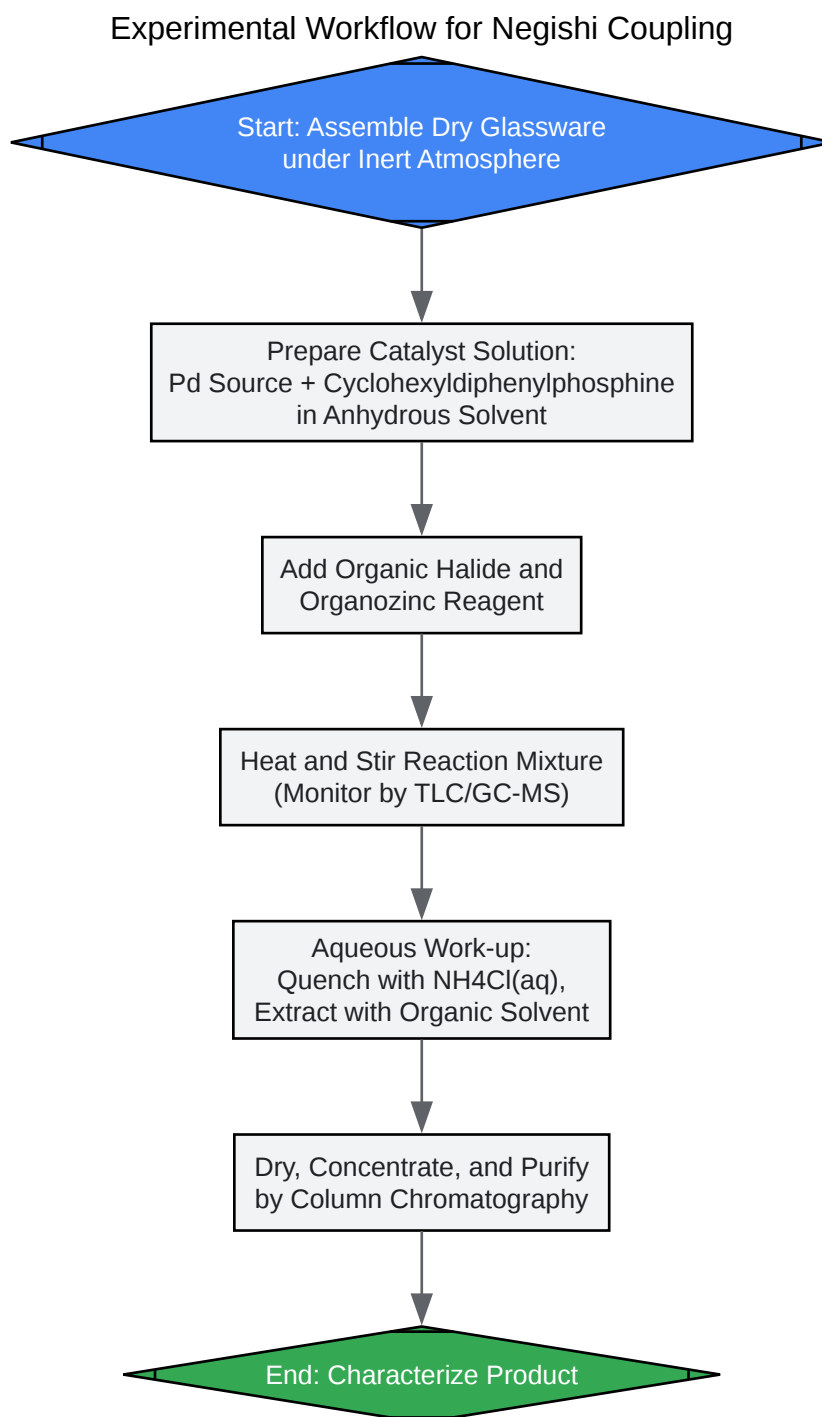 Experimental Workflow for Negishi Coupling
Start: Assemble Dry Glassware
under Inert Atmosphere
Prepare Catalyst Solution:
Pd Source + Cyclohexyldiphenylphosphine
in Anhydrous Solvent
Add Organic Halide and
Organozinc Reagent
Heat and Stir Reaction Mixture
(Monitor by TLC/GC-MS)
Aqueous Work-up:
Quench with NH4Cl(aq),
Extract with Organic Solvent
Dry, Concentrate, and Purify
by Column Chromatography
End: Characterize Product